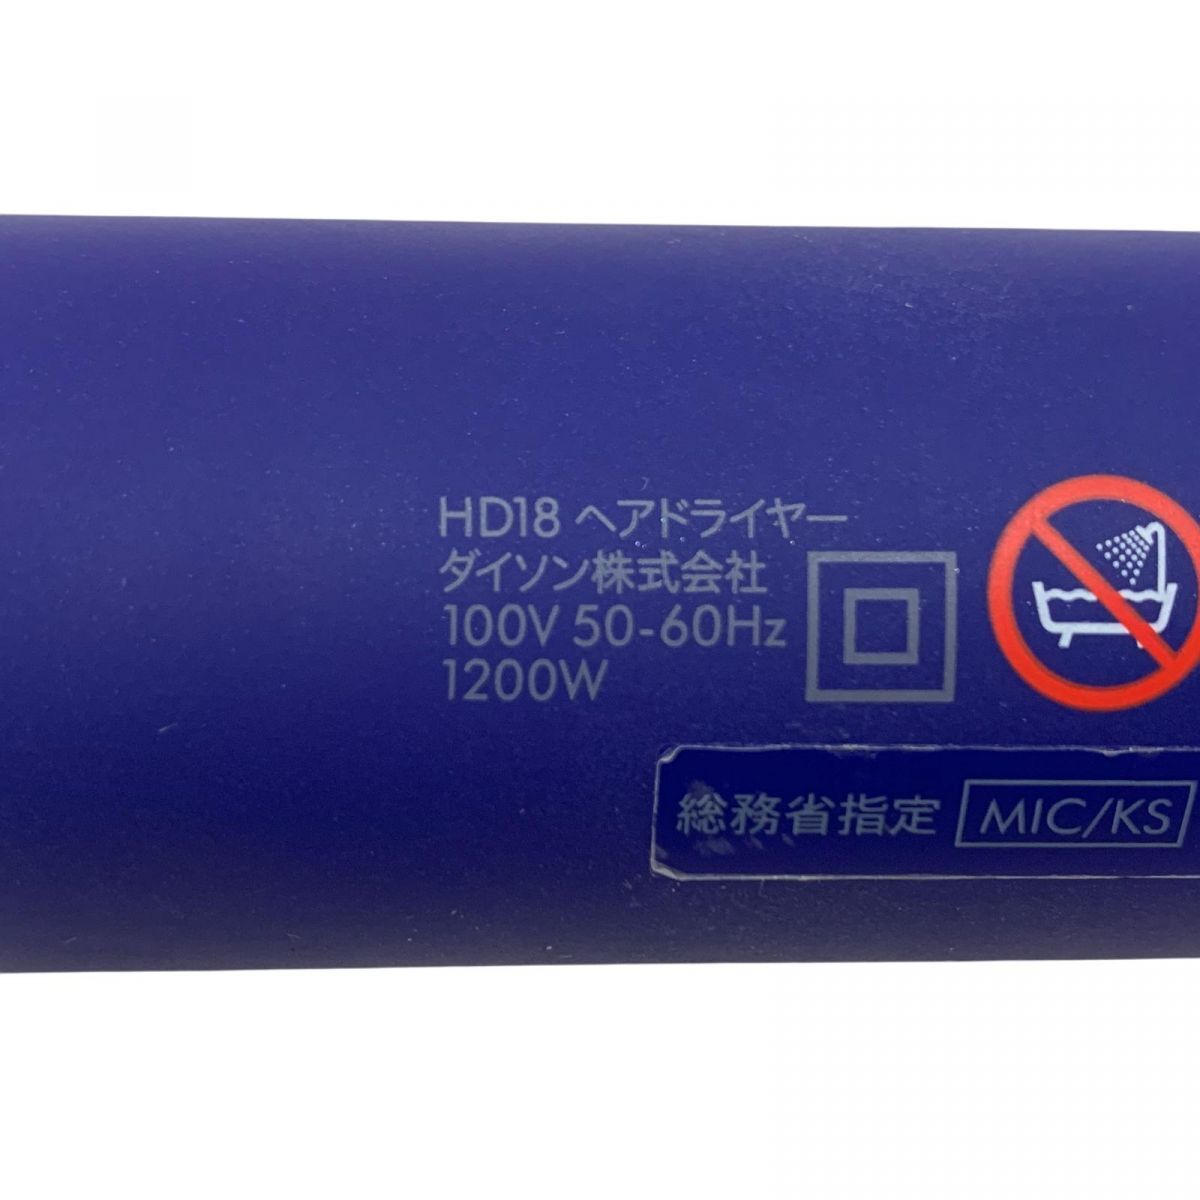 HD18 ヘアドライヤー
ダイソン株式会社
100V 50-60Hz
1200W
総務省指定 MIC/KS